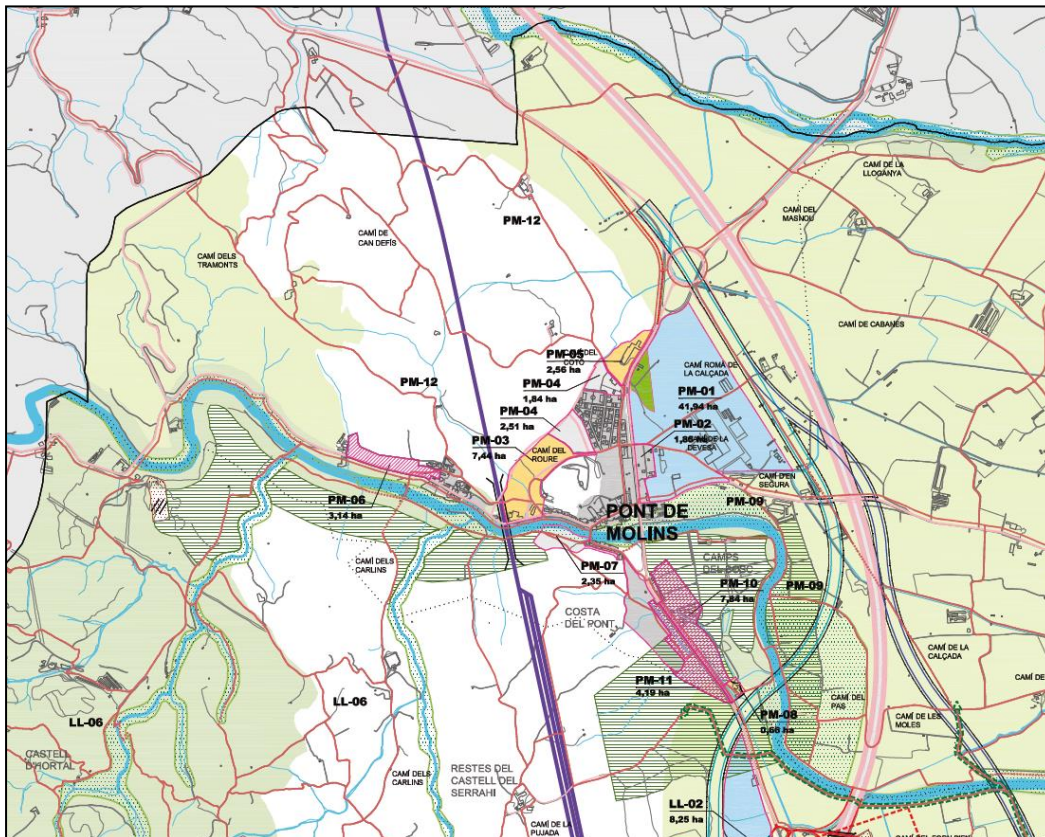 CAMÍ DE LA
LLOGANYA
CAMÍ DEL
MASNOU
PM-12
CAMÍ DE
CAN DEFÍS
CAMÍ DELS
TRAMONTS
CAMÍ DE CABANES
PM-05
2,56 ha
CAMÍ ROMÀ DE
LA CALÇADA
PM-12
PM-04
1,84 ha
PM-01
41,94 ha
PM-04
2,51 ha
PM-02
PM-03
7,44 ha
CAMÍ DEL
ROURE
DEVESA
CAMÍ D'EN
SEGURA
PM-06
3,14 ha
PM-09
PONT DE
MOLINS
CAMÍ DELS
CARLINS
PM-07
2,35 ha
CAMPS
PM-10
7,84 ha
PM-09
COSTA
DEL PONT
CAMÍ DE LA
CALÇADA
PM-11
4,19 ha
CAMÍ DE
LL-06
LL-06
CAMÍ DEL
PAS
PM-08
0,66 ha
CAMÍ DE LES
MOLES
CASTELL
D'HORTAL
CAMÍ DELS
CARLINS
RESTES DEL
CASTELL DEL
SERRAHI
CAMÍ DE LA
PUJADA
LL-02
8,25 ha